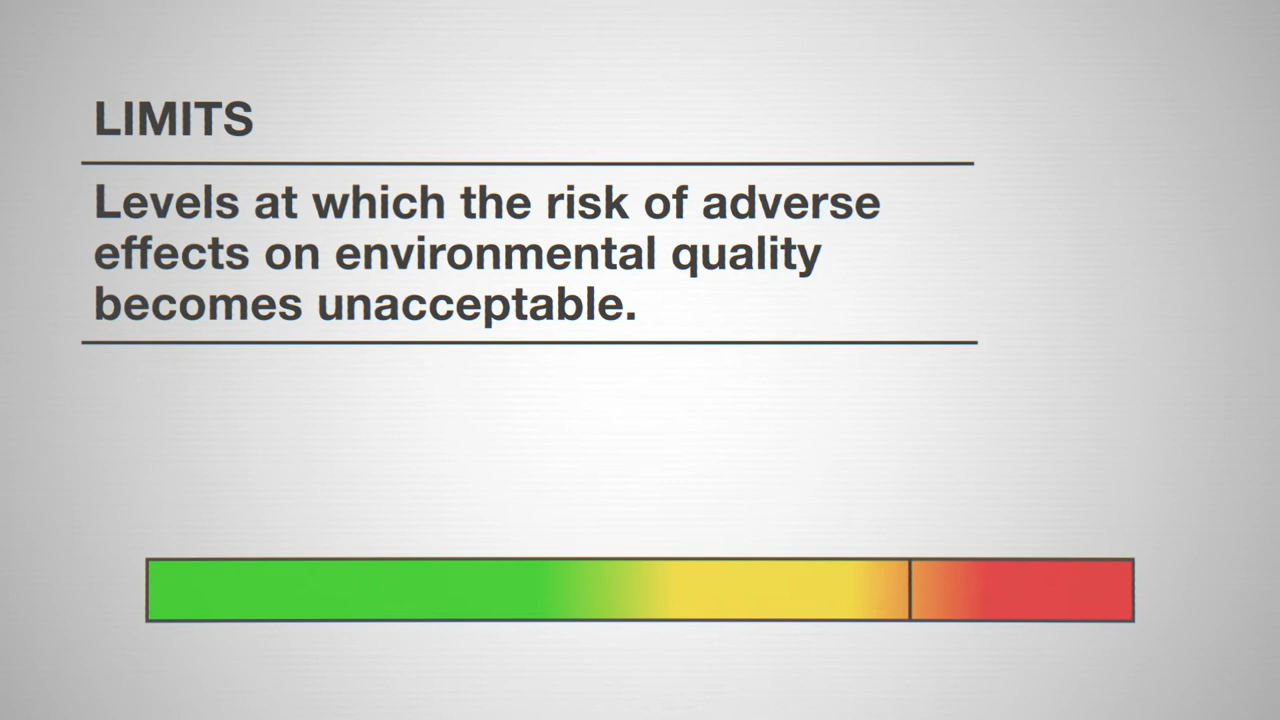 LIMITS
Levels at which the risk of adverse
effects on environmental quality
becomes unacceptable.